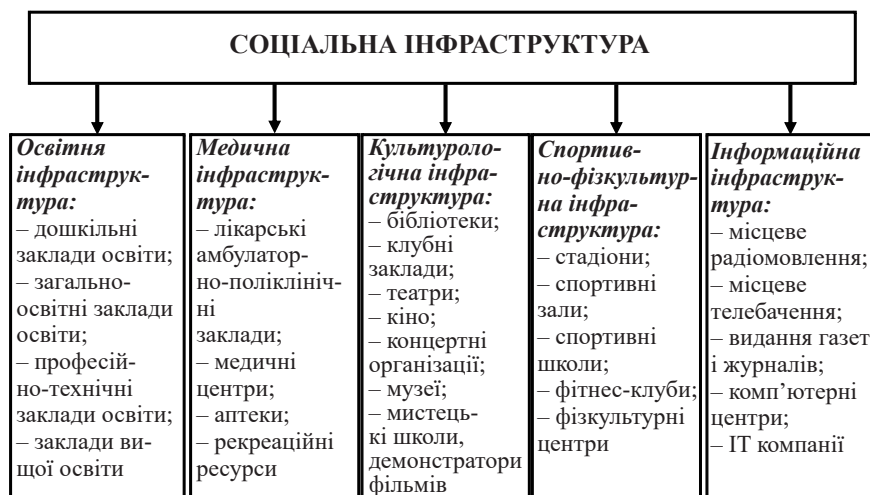 СОЦІАЛЬНА ІНФРАСТРУКТУРА
Освітня
інфраструк-
тура:
– дошкільні
заклади освіти;
– загально-
освітні заклади
освіти;
– професій-
но-технічні
заклади освіти;
– заклади ви-
щої освіти
Медична
інфраструк-
тура:
– лікарські
амбулатор-
но-поліклініч-
ні
заклади;
– медичні
центри;
– аптеки;
– рекреаційні
ресурси
Культуроло-
гічна інфра-
структура:
– бібліотеки;
– клубні
заклади;
– театри;
– кіно;
– концертні
організації;
– музеї;
– мистець-
кі школи,
демонстратори
фільмів
Спортив-
но-фізкультур-
на інфра-
структура:
– стадіони;
– спортивні
зали;
– спортивні
школи;
– фітнес-клуби;
– фізкультурні
центри
Інформаційна
інфраструк-
тура:
– місцеве
радіомовлення;
– місцеве
телебачення;
– видання газет
і журналів;
– комп’ютерні
центри;
– ІТ компанії